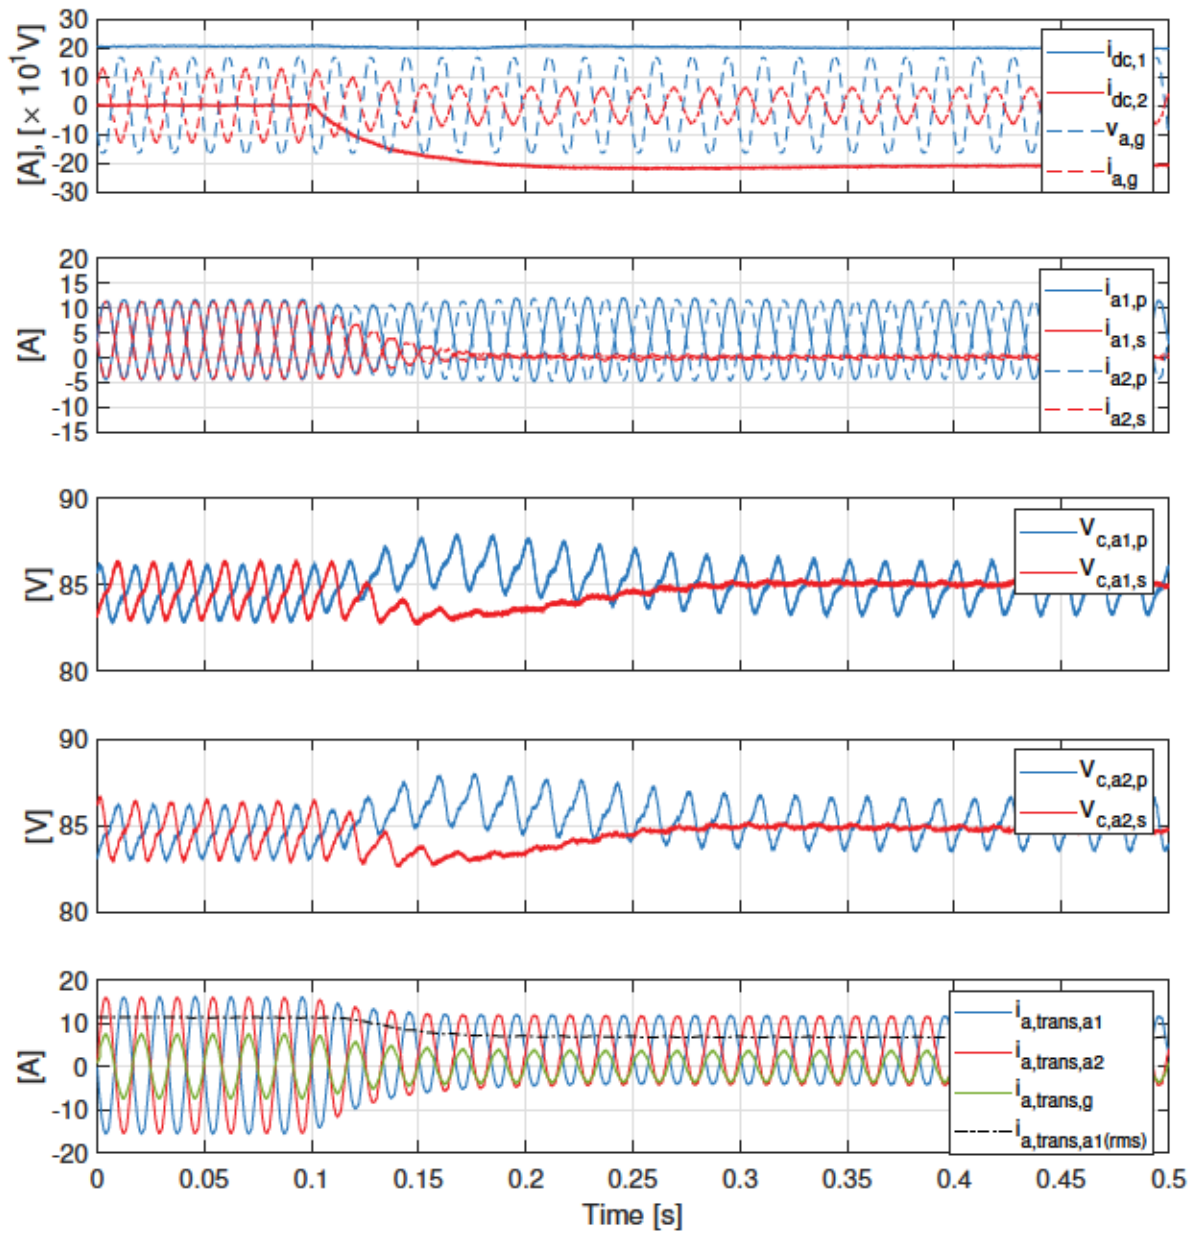 30
20
10
0
-10
-20
-30
[A], [× 10¹V]
i_dc,1
i_dc,2
v_a,g
i_a,g
20
15
10
5
0
-5
-10
-15
[A]
i_a1,p
i_a1,s
i_a2,p
i_a2,s
90
85
80
[V]
V_c,a1,p
V_c,a1,s
90
85
80
[V]
V_c,a2,p
V_c,a2,s
20
10
0
-10
-20
[A]
i_a,trans,a1
i_a,trans,a2
i_a,trans,g
i_a,trans,a1(rms)
0 0.05 0.1 0.15 0.2 0.25 0.3 0.35 0.4 0.45 0.5
Time [s]